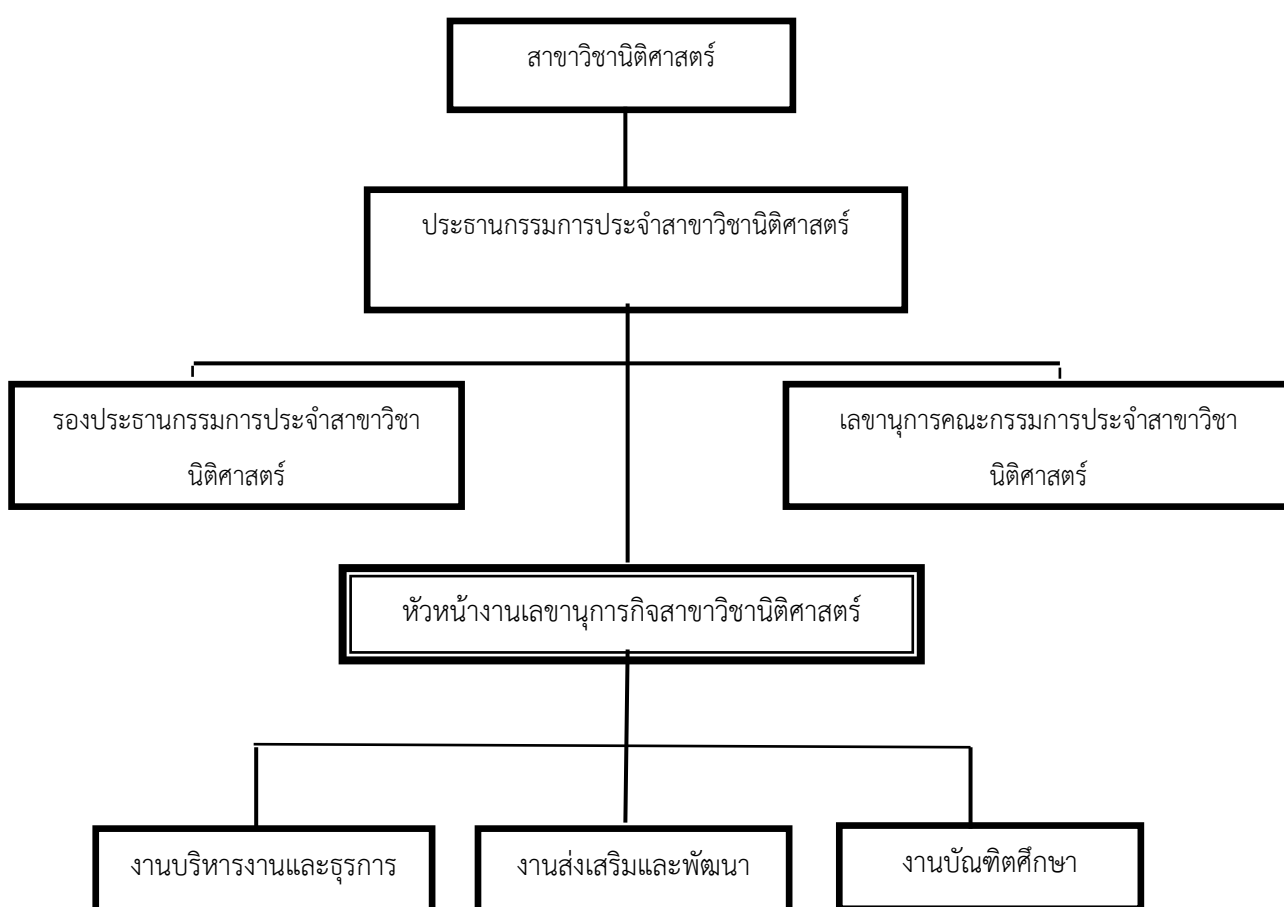 สาขาวิชานิติศาสตร์
ประธานกรรมการประจำสาขาวิชานิติศาสตร์
รองประธานกรรมการประจำสาขาวิชา
นิติศาสตร์
เลขานุการคณะกรรมการประจำสาขาวิชา
นิติศาสตร์
หัวหน้างานเลขานุการกิจสาขาวิชานิติศาสตร์
งานบริหารงานและธุรการ
งานส่งเสริมและพัฒนา
งานบัณฑิตศึกษา